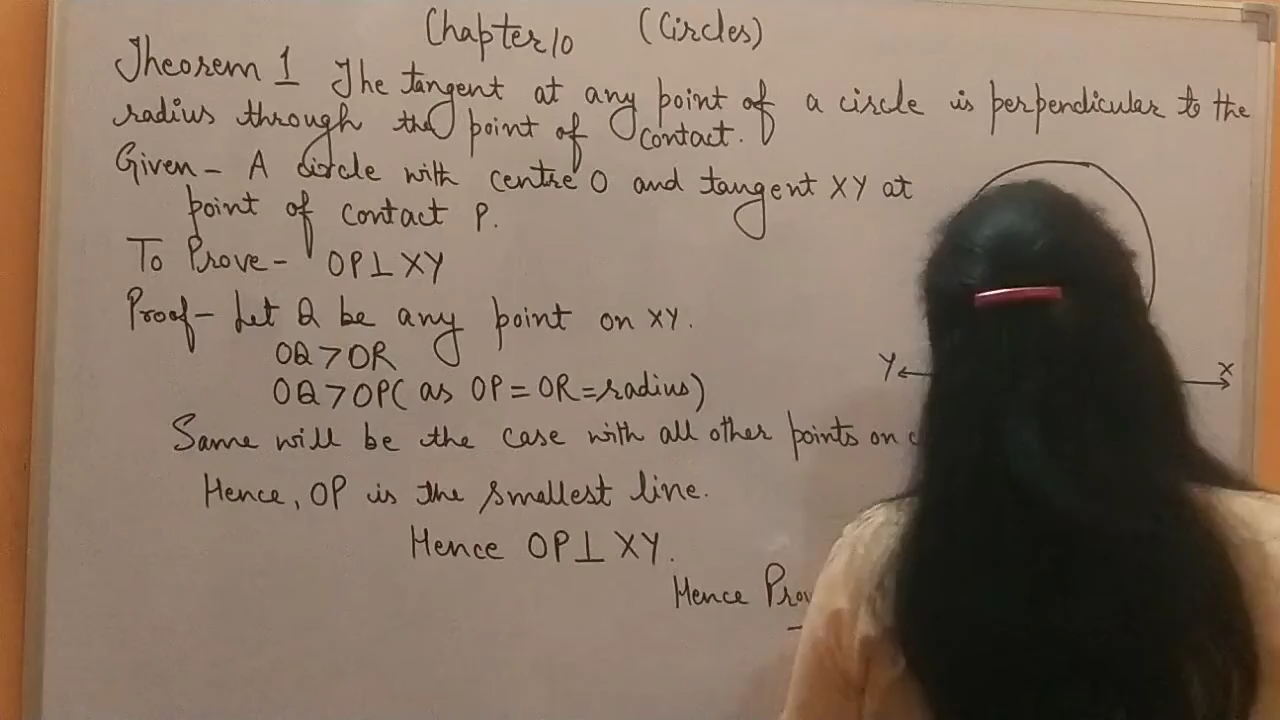 Chapter 10 (Circles)
Theorem 1 The tangent at any point of a circle is perpendicular to the
radius through the point of contact.
Given - A circle with centre O and tangent XY at
point of contact P.
To Prove - OP⊥XY
Proof - Let Q be any point on XY.
OQ > OR
OQ > OP( as OP = OR = radius)
Y X
Same will be the case with all other points on
Hence, OP is the smallest line.
Hence OP⊥XY.
Hence